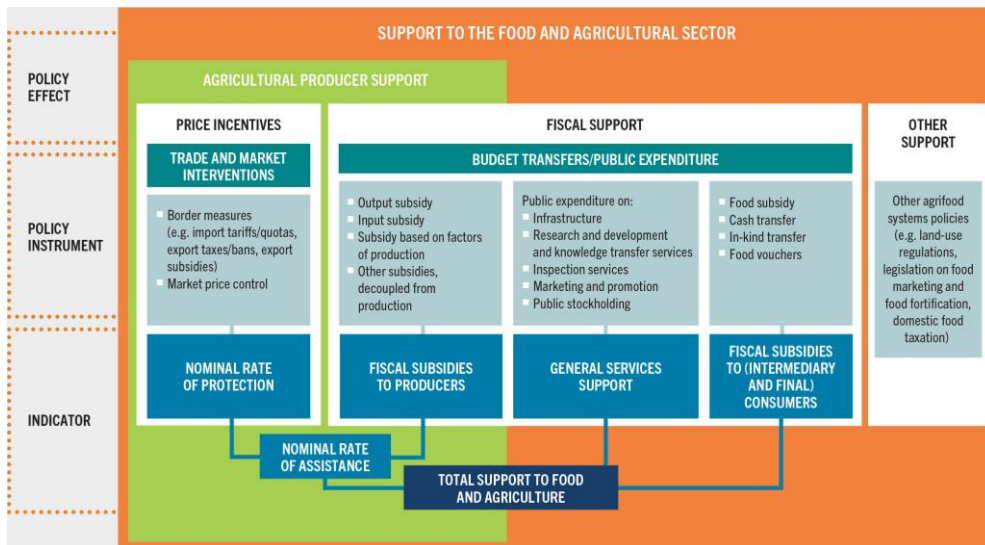 SUPPORT TO THE FOOD AND AGRICULTURAL SECTOR
POLICY
EFFECT
AGRICULTURAL PRODUCER SUPPORT
PRICE INCENTIVES
FISCAL SUPPORT
OTHER
SUPPORT
POLICY
INSTRUMENT
TRADE AND MARKET
INTERVENTIONS
Border measures
(e.g. import tariffs/quotas,
export taxes/bans, export
subsidies)
Market price control
BUDGET TRANSFERS/PUBLIC EXPENDITURE
Output subsidy
Input subsidy
Subsidy based on factors
of production
Other subsidies,
decoupled from
production
Public expenditure on:
Infrastructure
Research and development
and knowledge transfer services
Inspection services
Marketing and promotion
Public stockholding
Food subsidy
Cash transfer
In-kind transfer
Food vouchers
Other agrifood
systems policies
(e.g. land-use
regulations,
legislation on food
marketing and
food fortification,
domestic food
taxation)
INDICATOR
NOMINAL RATE
OF PROTECTION
FISCAL SUBSIDIES
TO PRODUCERS
GENERAL SERVICES
SUPPORT
FISCAL SUBSIDIES
TO (INTERMEDIARY
AND FINAL)
CONSUMERS
NOMINAL RATE
OF ASSISTANCE
TOTAL SUPPORT TO FOOD
AND AGRICULTURE